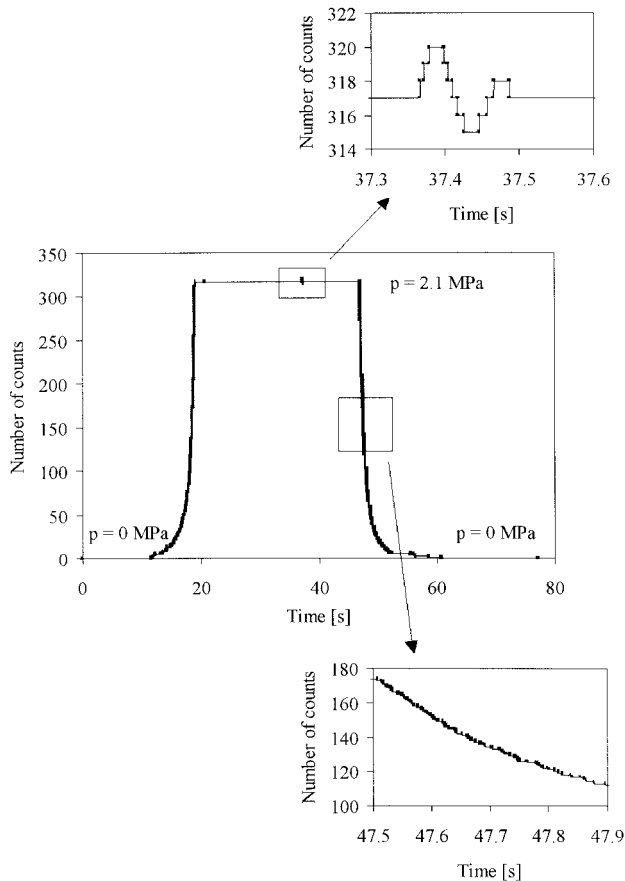 322
320
318
316
314
Number of counts
37.3 37.4 37.5 37.6
Time [s]
350
300
250
200
150
100
50
0
Number of counts
p = 2.1 MPa
p = 0 MPa
p = 0 MPa
0 20 40 60 80
Time [s]
180
160
140
120
100
Number of counts
47.5 47.6 47.7 47.8 47.9
Time [s]